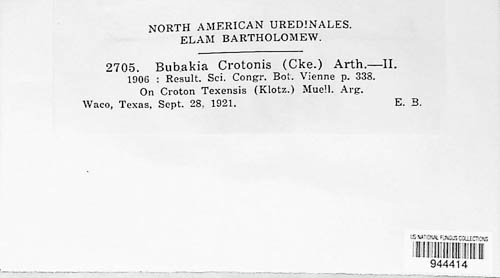 NORTH AMERICAN UREDINALES.
ELAM BARTHOLOMEW.
2705. Bubakia Crotonis (Cke.) Arth.—II.
1906 : Result. Sci. Congr. Bot. Vienne p. 338.
On Croton Texensis (Klotz.) Muell. Arg.
Waco, Texas, Sept. 28, 1921. E. B.
US NATIONAL FUNGUS COLLECTIONS
944414